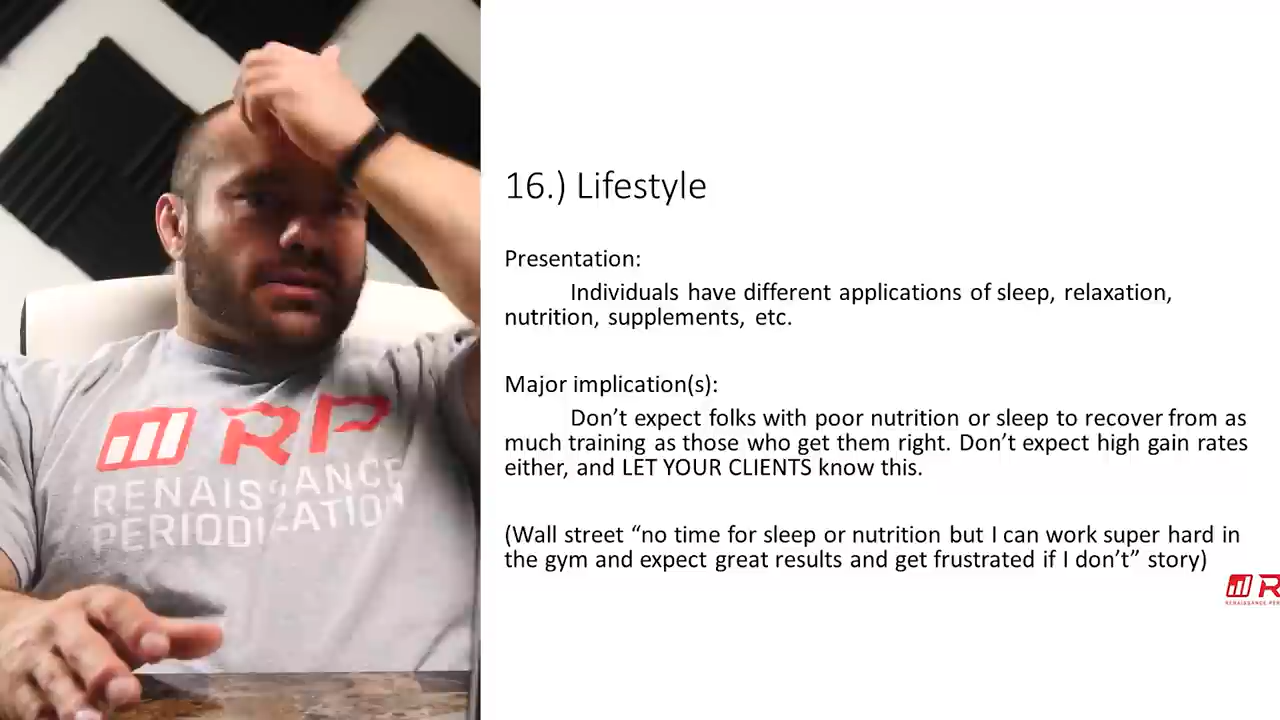 16.) Lifestyle
Presentation:
Individuals have different applications of sleep, relaxation,
nutrition, supplements, etc.
Major implication(s):
Don’t expect folks with poor nutrition or sleep to recover from as
much training as those who get them right. Don’t expect high gain rates
either, and LET YOUR CLIENTS know this.
(Wall street “no time for sleep or nutrition but I can work super hard in
the gym and expect great results and get frustrated if I don’t” story)
RP
RENAISSANCE
PERIODIZATION
R
RENAISSANCE PER